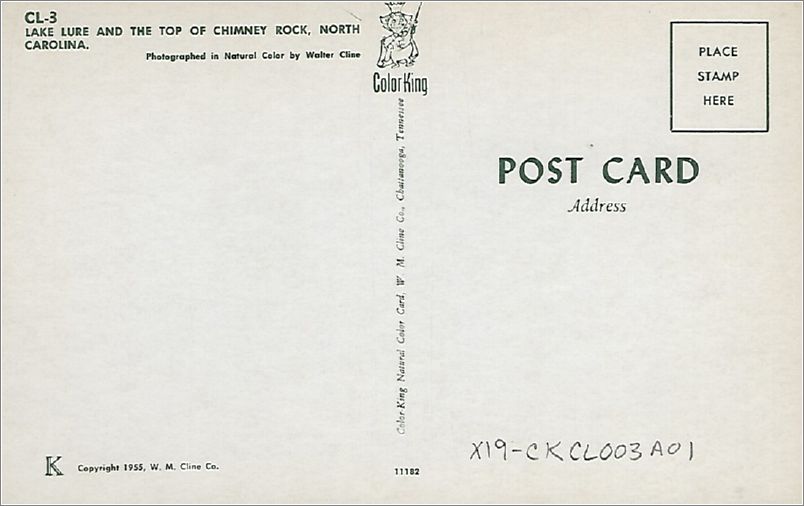 CL-3
LAKE LURE AND THE TOP OF CHIMNEY ROCK, NORTH
CAROLINA.
Photographed in Natural Color by Walter Cline
ColorKing
Color-King Natural Color Card, W. M. Cline Co., Chattanooga, Tennessee
PLACE
STAMP
HERE
POST CARD
Address
X19-CKCL003A01
K Copyright 1955, W. M. Cline Co.
11182